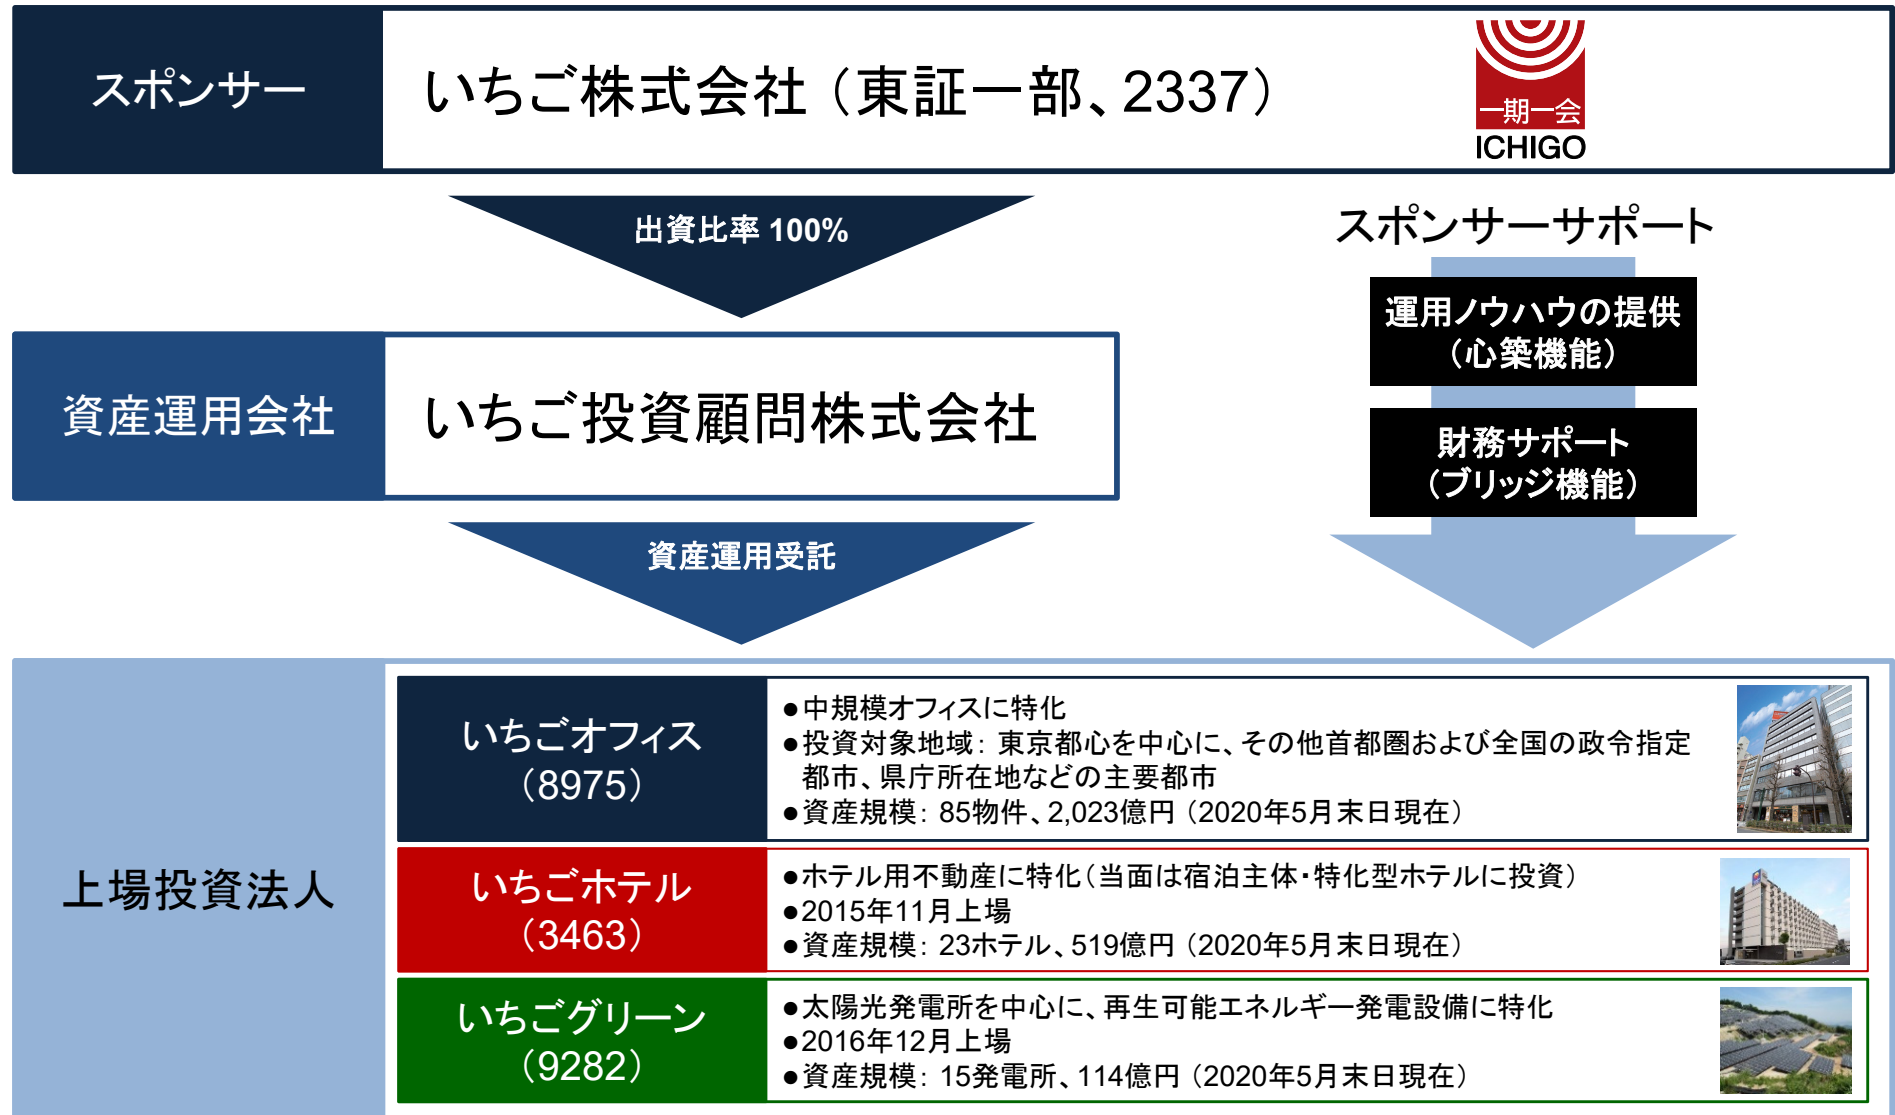 スポンサー
いちご株式会社（東証一部、2337）
一期一会
ICHIGO
出資比率 100%
スポンサーサポート
運用ノウハウの提供
（心築機能）
財務サポート
（ブリッジ機能）
資産運用会社
いちご投資顧問株式会社
資産運用受託
上場投資法人
いちごオフィス
（8975）
●中規模オフィスに特化
●投資対象地域： 東京都心を中心に、その他首都圏および全国の政令指定
都市、県庁所在地などの主要都市
●資産規模： 85物件、2,023億円（2020年5月末日現在）
いちごホテル
（3463）
●ホテル用不動産に特化（当面は宿泊主体・特化型ホテルに投資）
●2015年11月上場
●資産規模： 23ホテル、519億円（2020年5月末日現在）
いちごグリーン
（9282）
●太陽光発電所を中心に、再生可能エネルギー発電設備に特化
●2016年12月上場
●資産規模： 15発電所、114億円（2020年5月末日現在）